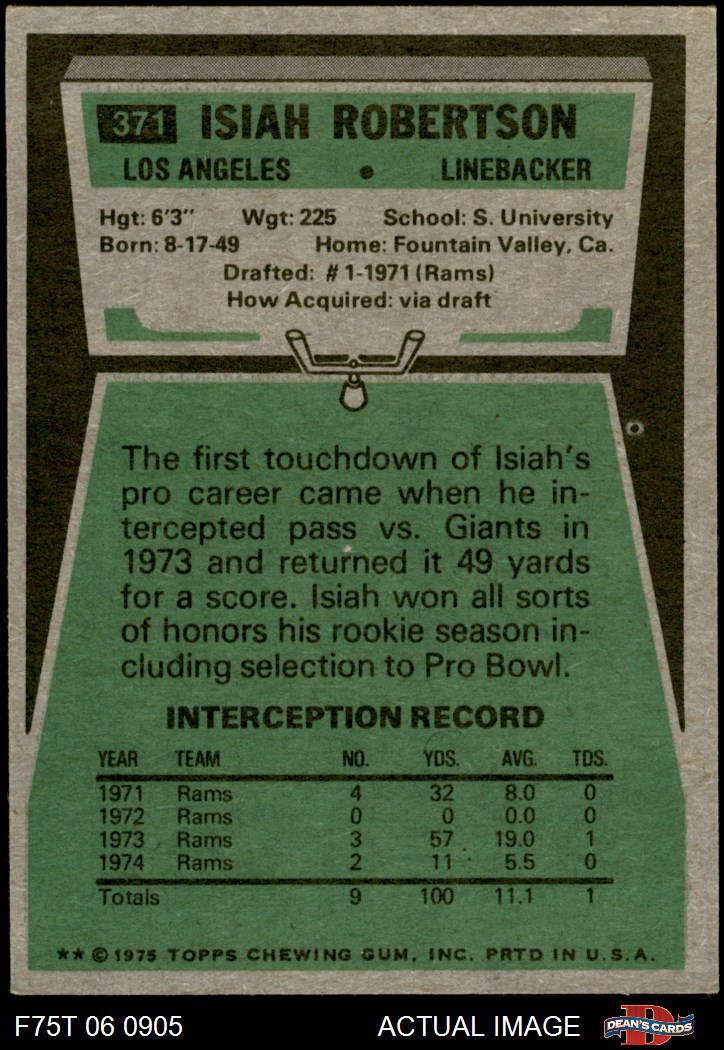 371 ISIAH ROBERTSON
LOS ANGELES • LINEBACKER
Hgt: 6'3" Wgt: 225 School: S. University
Born: 8-17-49 Home: Fountain Valley, Ca.
Drafted: #1-1971 (Rams)
How Acquired: via draft
The first touchdown of Isiah's
pro career came when he in-
tercepted pass vs. Giants in
1973 and returned it 49 yards
for a score. Isiah won all sorts
of honors his rookie season in-
cluding selection to Pro Bowl.
INTERCEPTION RECORD
YEAR TEAM NO. YDS. AVG. TDS.
1971 Rams 4 32 8.0 0
1972 Rams 0 0 0.0 0
1973 Rams 3 57 19.0 1
1974 Rams 2 11 5.5 0
Totals 9 100 11.1 1
** © 1975 TOPPS CHEWING GUM, INC. PRTD IN U.S.A.
F75T 06 0905 ACTUAL IMAGE D DEAN'S CARDS